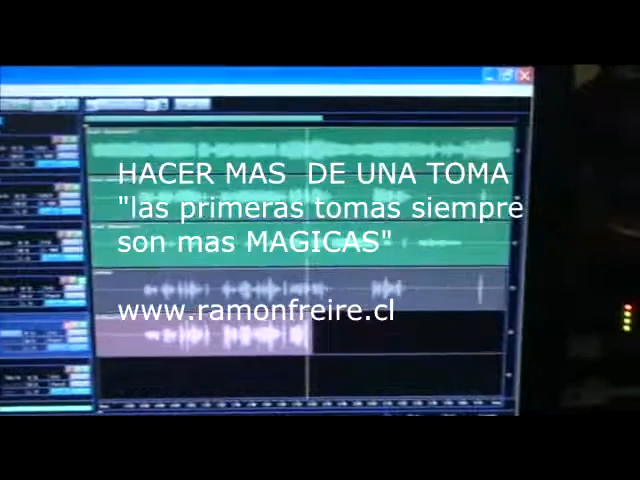 HACER MAS DE UNA TOMA
"las primeras tomas siempre
son mas MAGICAS"
www.ramonfreire.cl